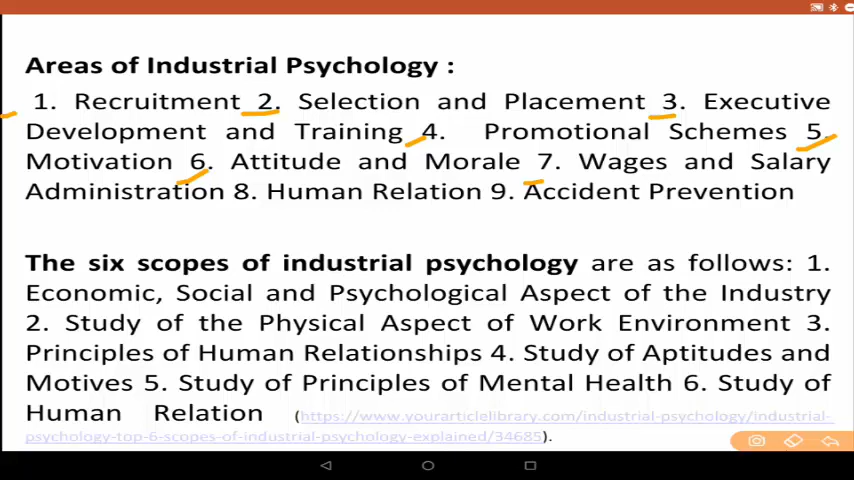 Areas of Industrial Psychology :
1. Recruitment 2. Selection and Placement 3. Executive
Development and Training 4. Promotional Schemes 5.
Motivation 6. Attitude and Morale 7. Wages and Salary
Administration 8. Human Relation 9. Accident Prevention
The six scopes of industrial psychology are as follows: 1.
Economic, Social and Psychological Aspect of the Industry
2. Study of the Physical Aspect of Work Environment 3.
Principles of Human Relationships 4. Study of Aptitudes and
Motives 5. Study of Principles of Mental Health 6. Study of
Human Relation (https://www.yourarticlelibrary.com/industrial-psychology/industrial-
psychology-top-6-scopes-of-industrial-psychology-explained/34685).